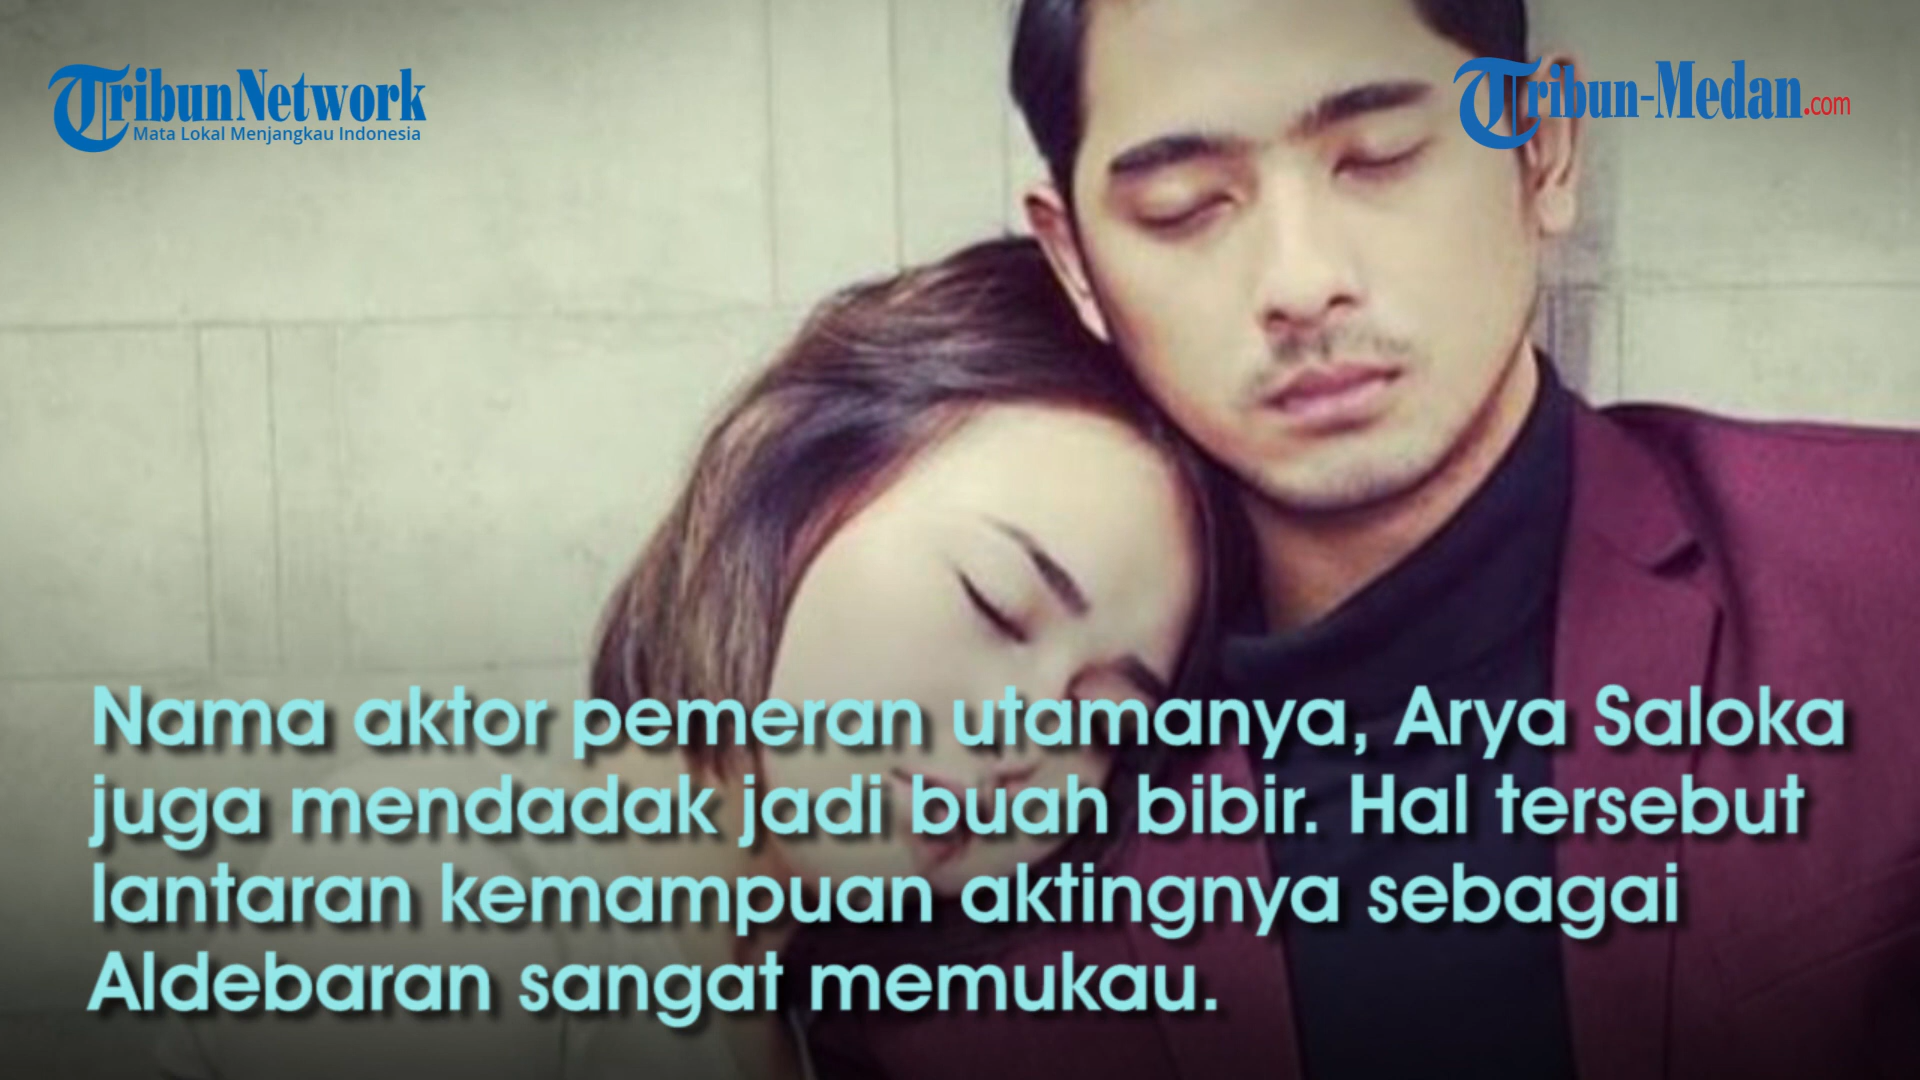 TribunNetwork
Mata Lokal Menjangkau Indonesia
Tribun-Medan.com
Nama aktor pemeran utamanya, Arya Saloka
juga mendadak jadi buah bibir. Hal tersebut
lantaran kemampuan aktingnya sebagai
Aldebaran sangat memukau.